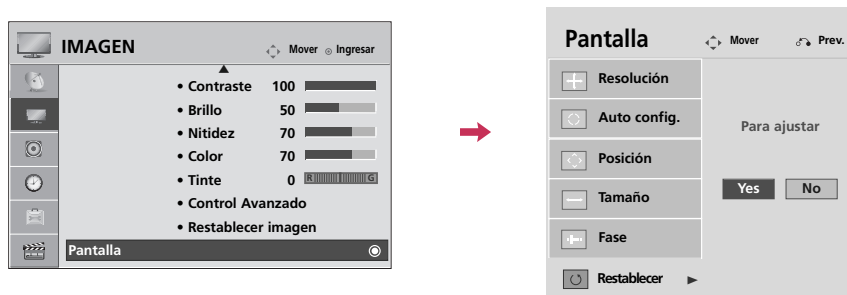 IMAGEN
Mover Ingresar
• Contraste 100
• Brillo 50
• Nitidez 70
• Color 70
• Tinte 0 R G
• Control Avanzado
• Restablecer imagen
Pantalla
Pantalla
Mover Prev.
Resolución
Auto config.
Posición
Tamaño
Fase
Restablecer
Para ajustar
Yes No